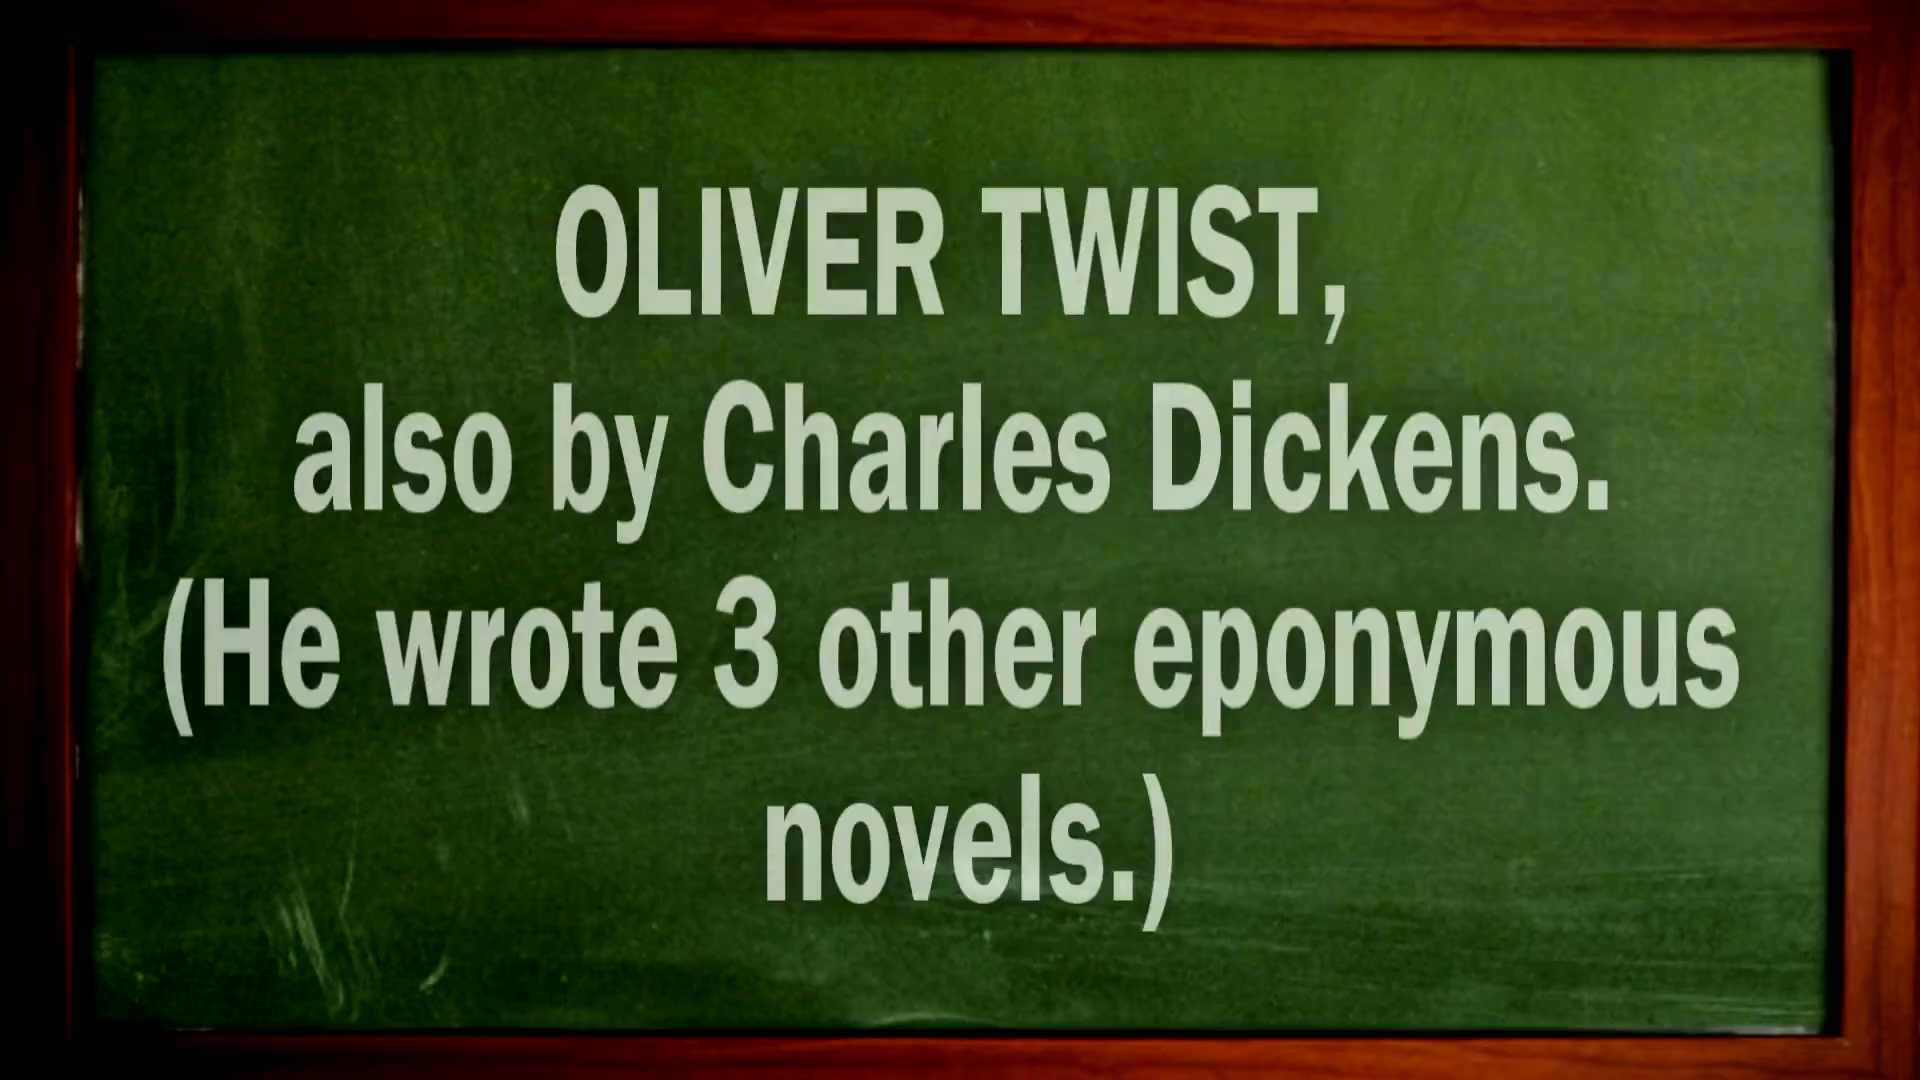 OLIVER TWIST,
also by Charles Dickens.
(He wrote 3 other eponymous
novels.)